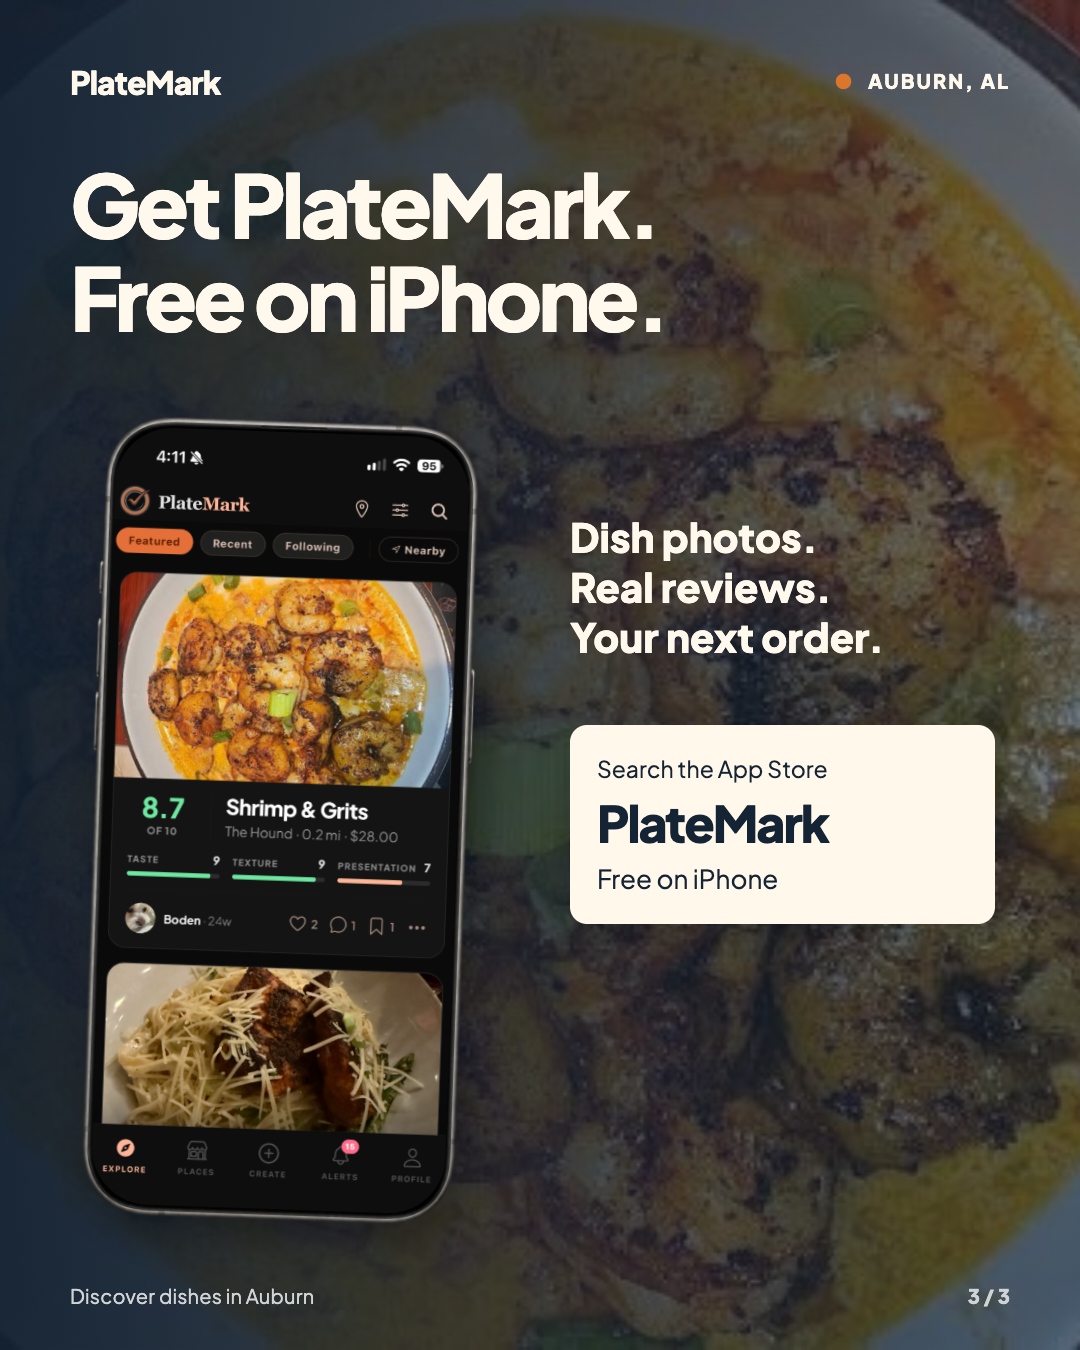 PlateMark
AUBURN, AL
Get PlateMark.
Free on iPhone.
4:11
95
PlateMark
Featured
Recent
Following
Nearby
8.7
OF 10
Shrimp & Grits
The Hound · 0.2 mi · $28.00
TASTE 9
TEXTURE 9
PRESENTATION 7
Boden · 24w
2
1
1
EXPLORE
PLACES
CREATE
15
ALERTS
PROFILE
Dish photos.
Real reviews.
Your next order.
Search the App Store
PlateMark
Free on iPhone
Discover dishes in Auburn
3 / 3